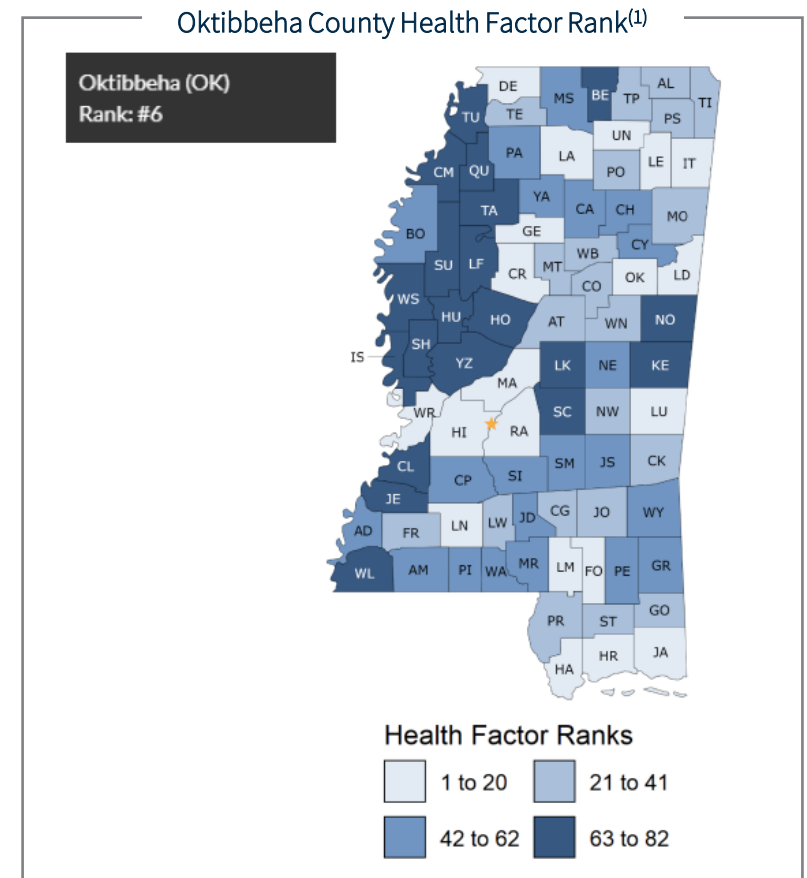 Oktibbeha County Health Factor Rank(1)
Oktibbeha (OK)
Rank: #6
DE
MS
BE
TP
AL
TI
TU
TE
PS
UN
PA
LA
LE
IT
CM
QU
PO
TA
YA
CA
CH
MO
BO
GE
CY
WB
SU
LF
CR
MT
CO
OK
LD
WS
HU
HO
AT
WN
NO
SH
IS
YZ
LK
NE
KE
MA
WR
HI
RA
SC
NW
LU
CL
CP
SI
SM
JS
CK
JE
AD
FR
LN
LW
JD
CG
JO
WY
WL
AM
PI
WA
MR
LM
FO
PE
GR
PR
ST
GO
HA
HR
JA
Health Factor Ranks
1 to 20
21 to 41
42 to 62
63 to 82